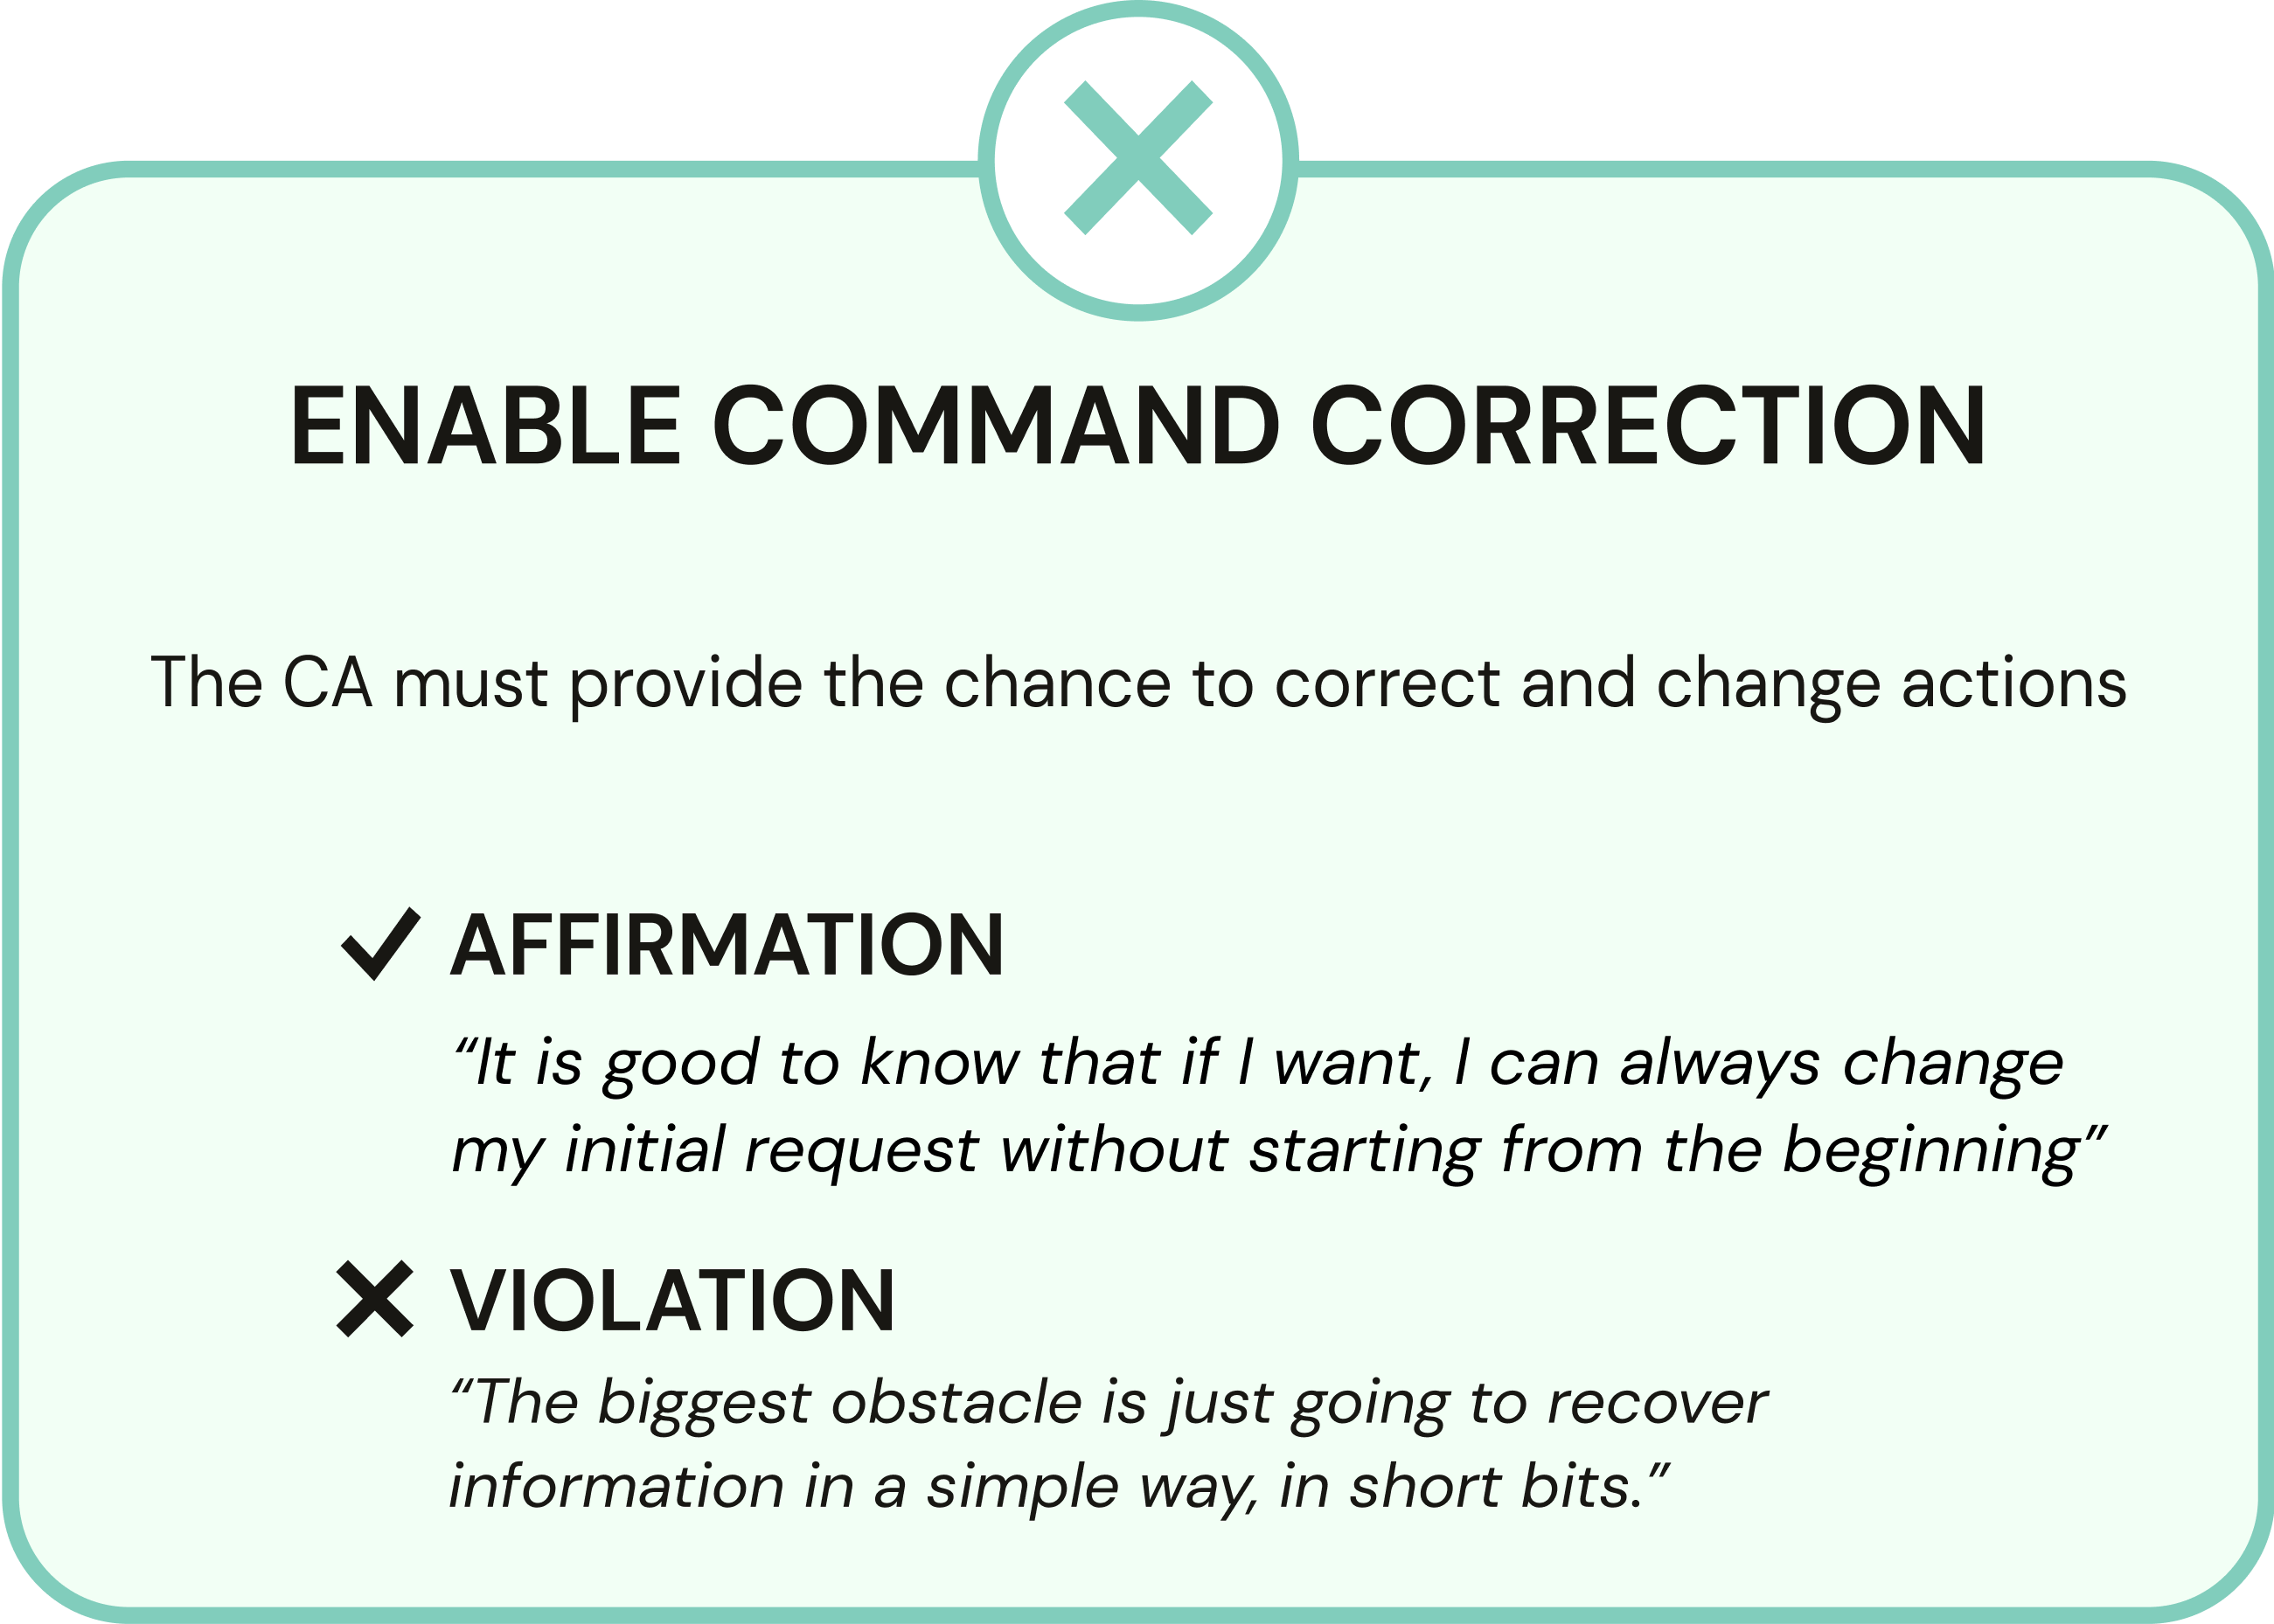 ENABLE COMMAND CORRECTION
The CA must provide the chance to correct and change actions
AFFIRMATION
“It is good to know that if I want, I can always change
my initial request without starting from the beginning”
VIOLATION
“The biggest obstacle is just going to recover
information in a simple way, in short bits.”